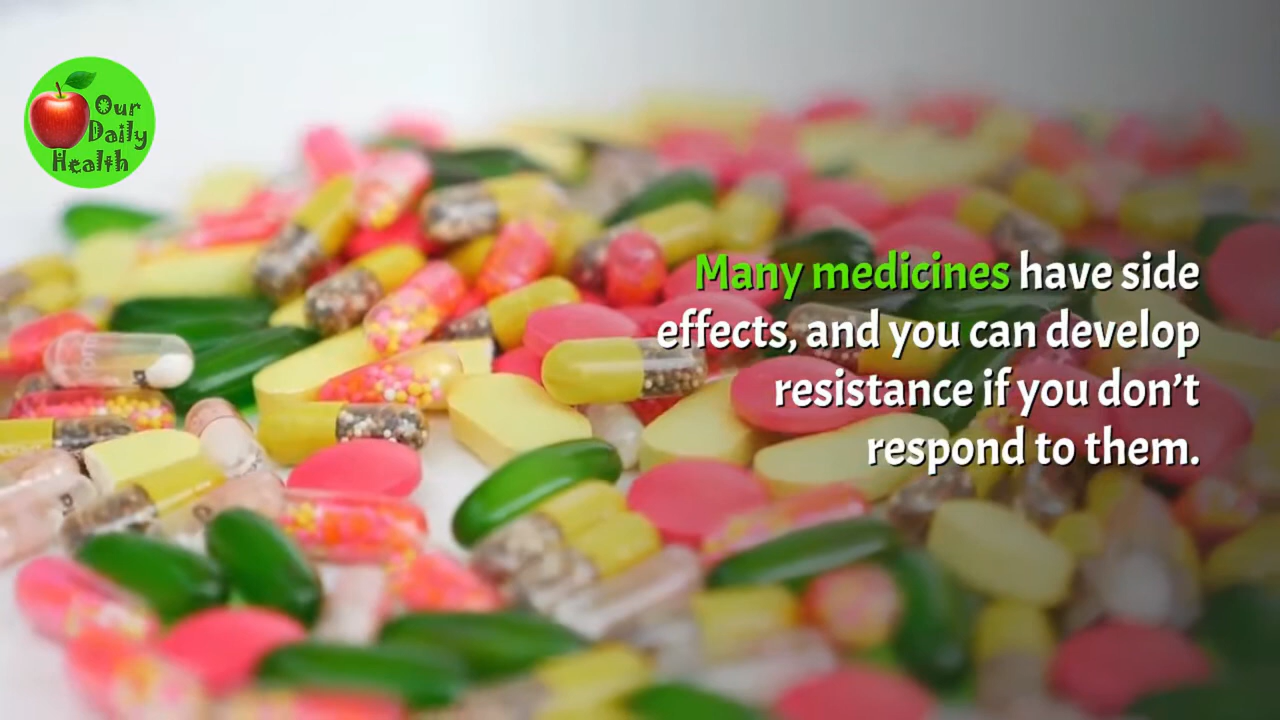 Our
Daily
Health
Many medicines have side
effects, and you can develop
resistance if you don’t
respond to them.